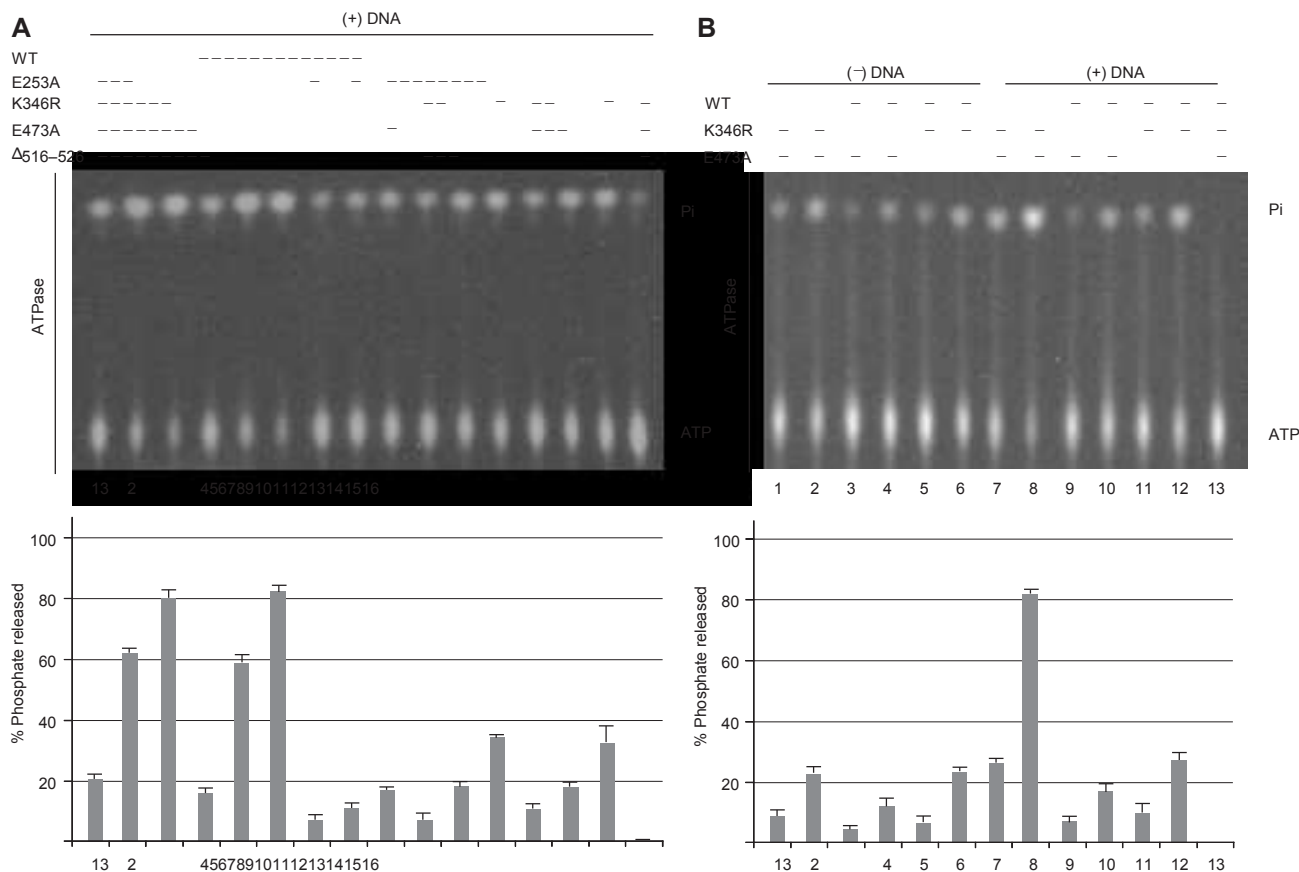 A
(+) DNA
WT – – – – – – – – – – – – –
E253A – – – – – – – – – – – – –
K346R – – – – – – – – – – – – –
E473A – – – – – – – – – – – – –
Δ516–526
ATPase
Pi
ATP
13 2 45678910111213141516
% Phosphate released
100
80
60
40
20
13 2 45678910111213141516
B
(–) DNA (+) DNA
WT – – – – – – – – –
K346R – – – – – – – – –
E473A – – – – – – – – –
ATPase
Pi
ATP
1 2 3 4 5 6 7 8 9 10 11 12 13
% Phosphate released
100
80
60
40
20
13 2 4 5 6 7 8 9 10 11 12 13